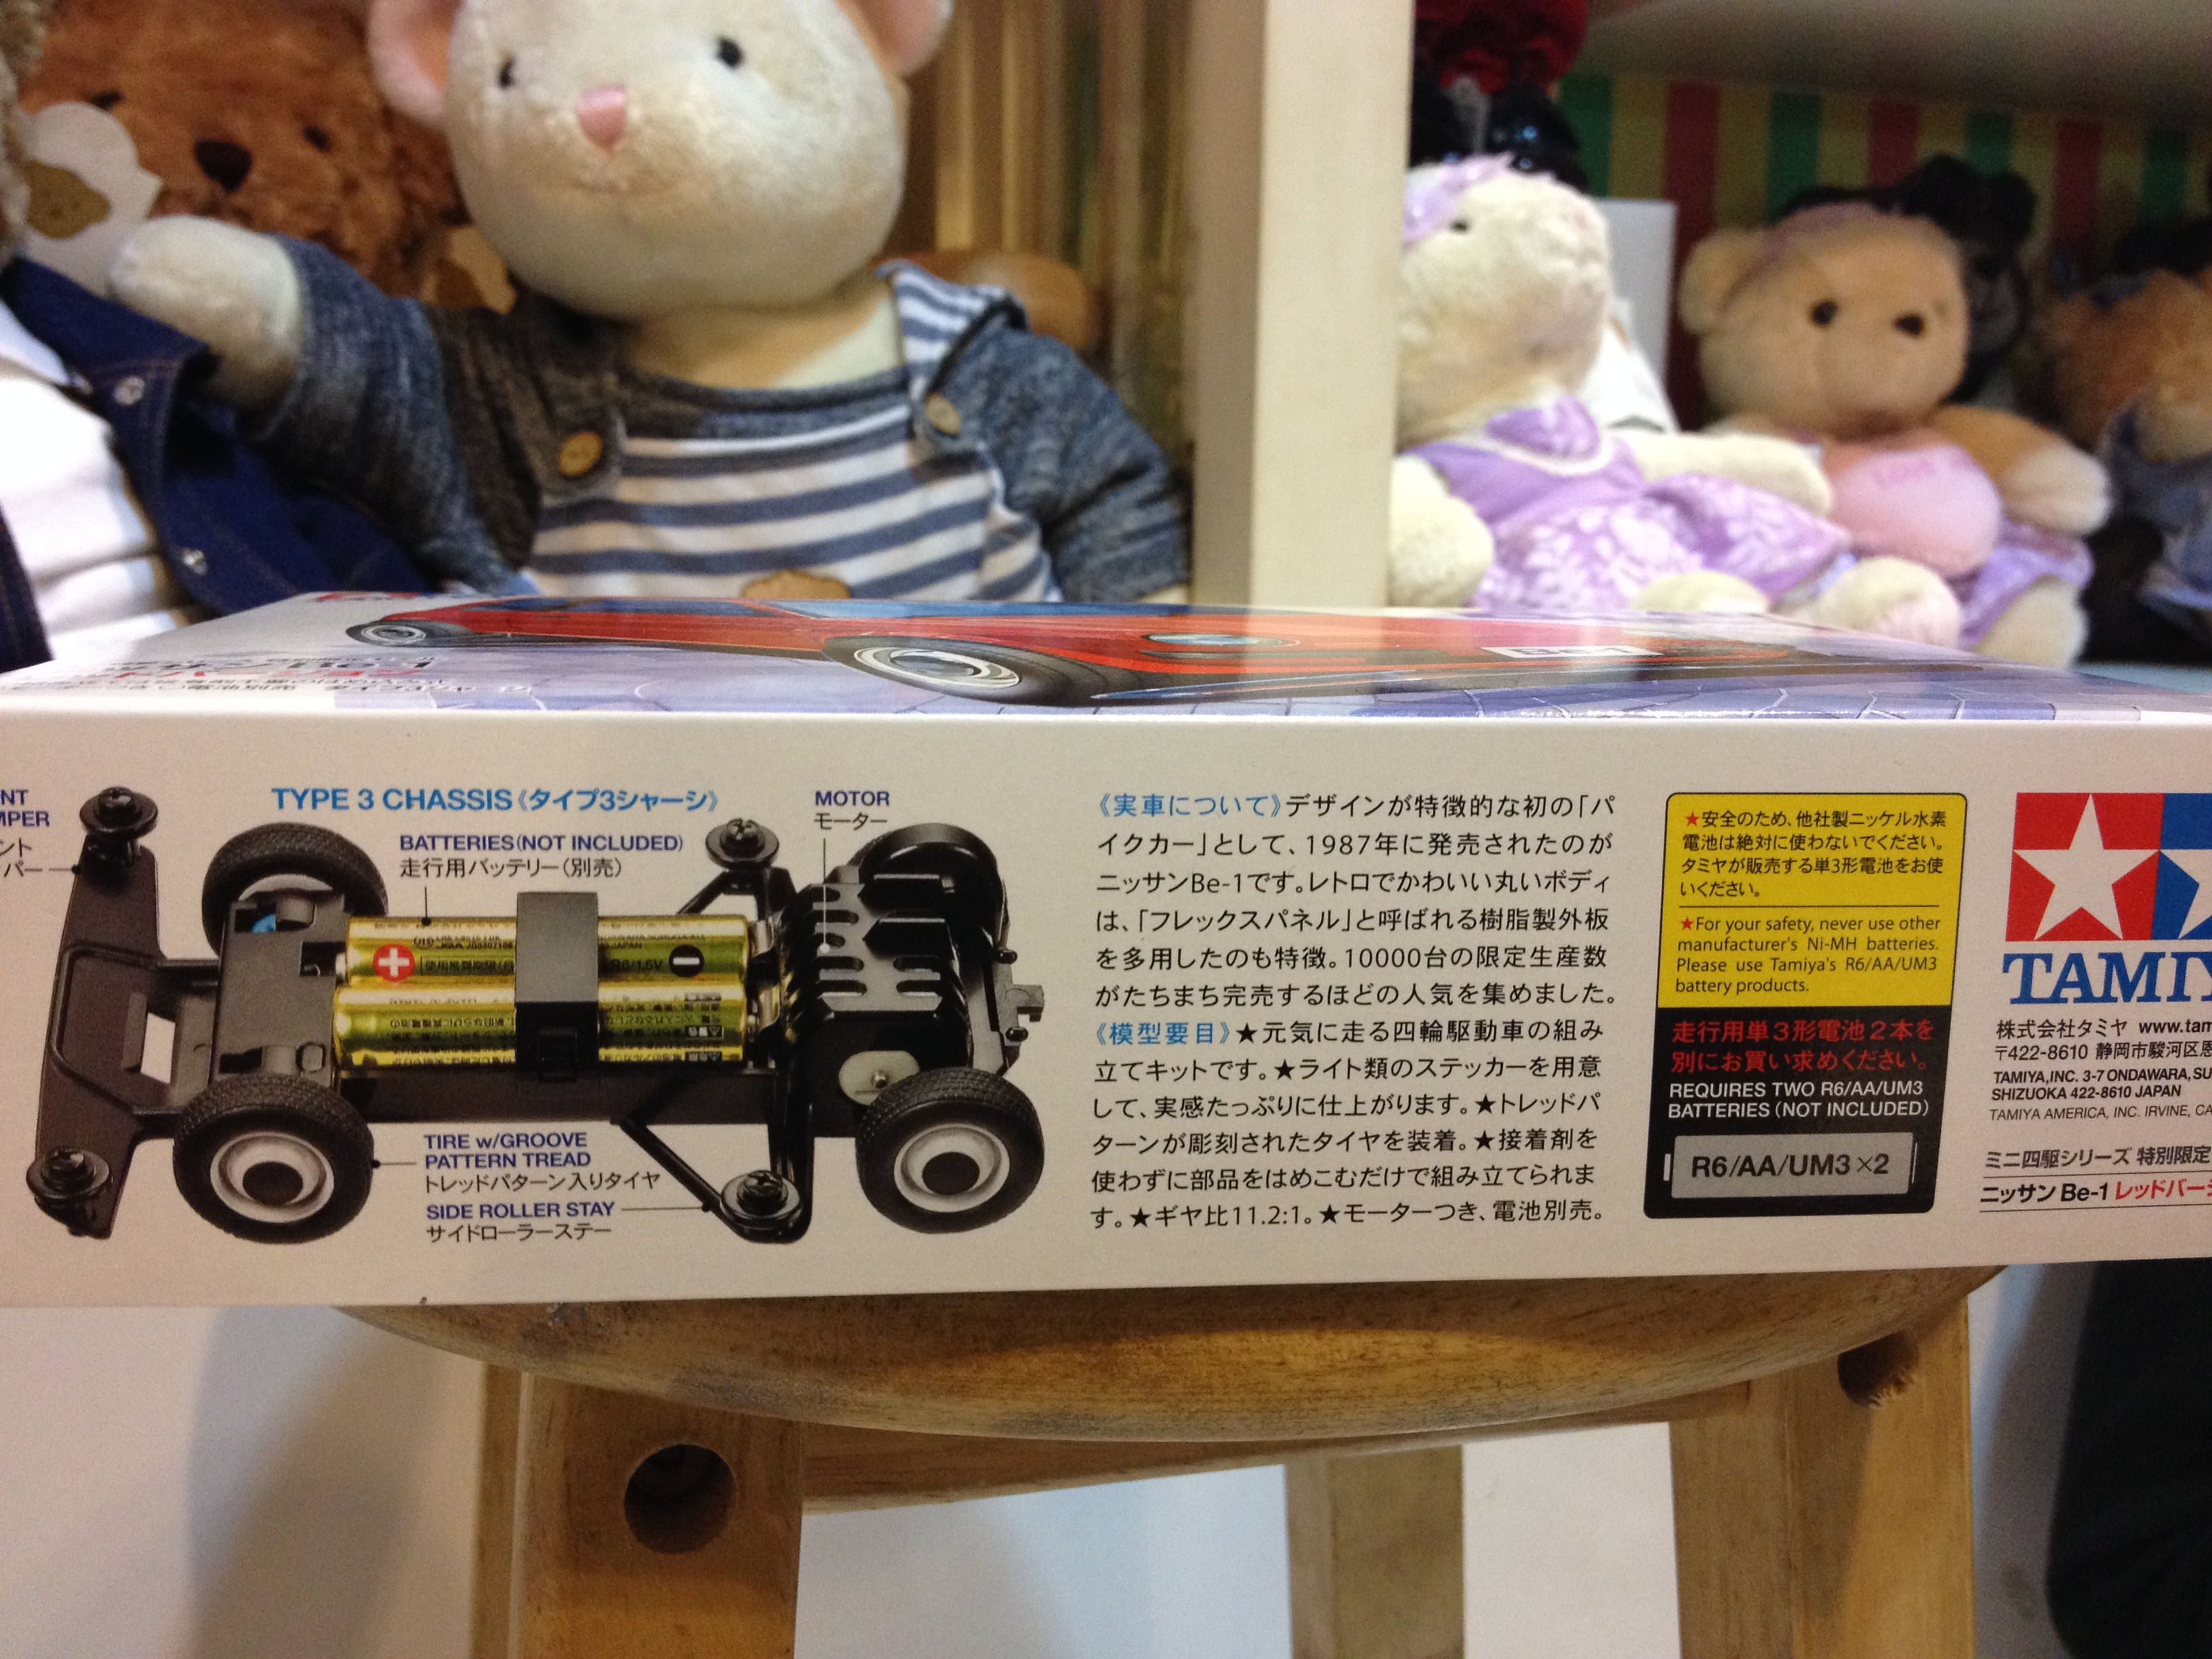 NT
MPER
ント
パー
TYPE 3 CHASSIS《タイプ3シャーシ》
BATTERIES (NOT INCLUDED)
走行用バッテリー(別売)
MOTOR
モーター
R6/1.5V
TIRE w/GROOVE
PATTERN TREAD
トレッドパターン入りタイヤ
SIDE ROLLER STAY
サイドローラーステー
《実車について》デザインが特徴的な初の「パ
イクカー」として、1987年に発売されたのが
ニッサンBe-1です。レトロでかわいい丸いボディ
は、「フレックスパネル」と呼ばれる樹脂製外板
を多用したのも特徴。10000台の限定生産数
がたちまち完売するほどの人気を集めました。
《模型要目》★元気に走る四輪駆動車の組み
立てキットです。★ライト類のステッカーを用意
して、実感たっぷりに仕上がります。★トレッドパ
ターンが彫刻されたタイヤを装着。★接着剤を
使わずに部品をはめこむだけで組み立てられま
す。★ギヤ比11.2:1。★モーターつき、電池別売。
★安全のため、他社製ニッケル水素
電池は絶対に使わないでください。
タミヤが販売する単3形電池をお使
いください。
★For your safety, never use other
manufacturer's Ni-MH batteries.
Please use Tamiya's R6/AA/UM3
battery products.
走行用単3形電池2本を
別にお買い求めください。
REQUIRES TWO R6/AA/UM3
BATTERIES (NOT INCLUDED)
R6/AA/UM3×2
TAMIY
株式会社タミヤ www.tam
〒422-8610 静岡市駿河区恩
TAMIYA,INC. 3-7 ONDAWARA, SU
SHIZUOKA 422-8610 JAPAN
TAMIYA AMERICA, INC. IRVINE, CA
ミニ四駆シリーズ 特別限定
ニッサン Be-1 レッドバー